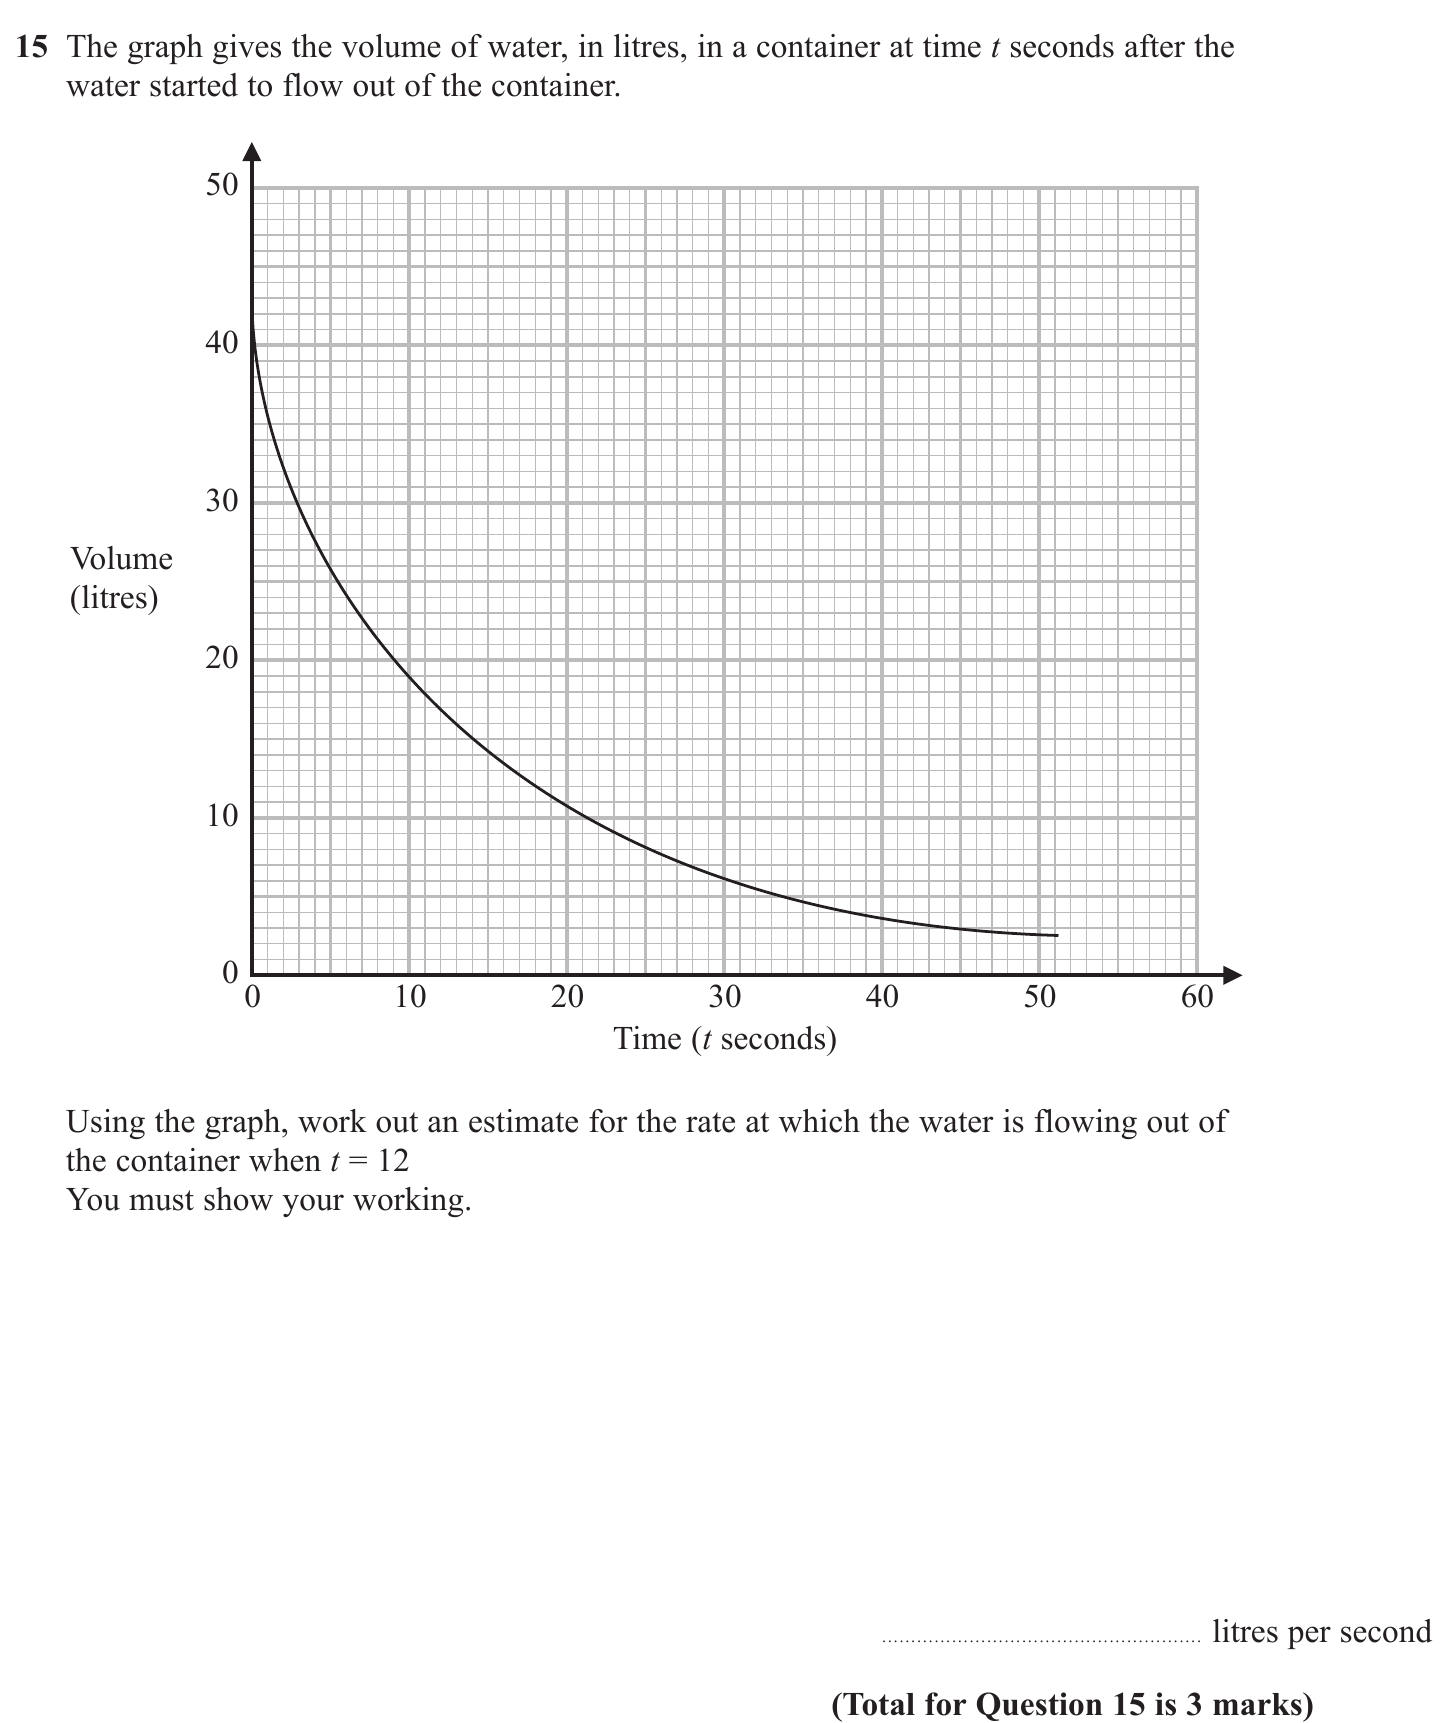 15 The graph gives the volume of water, in litres, in a container at time t seconds after the
water started to flow out of the container.
50
40
30
Volume
(litres)
20
10
0
0 10 20 30 40 50 60
Time (t seconds)
Using the graph, work out an estimate for the rate at which the water is flowing out of
the container when t = 12
You must show your working.
litres per second
(Total for Question 15 is 3 marks)